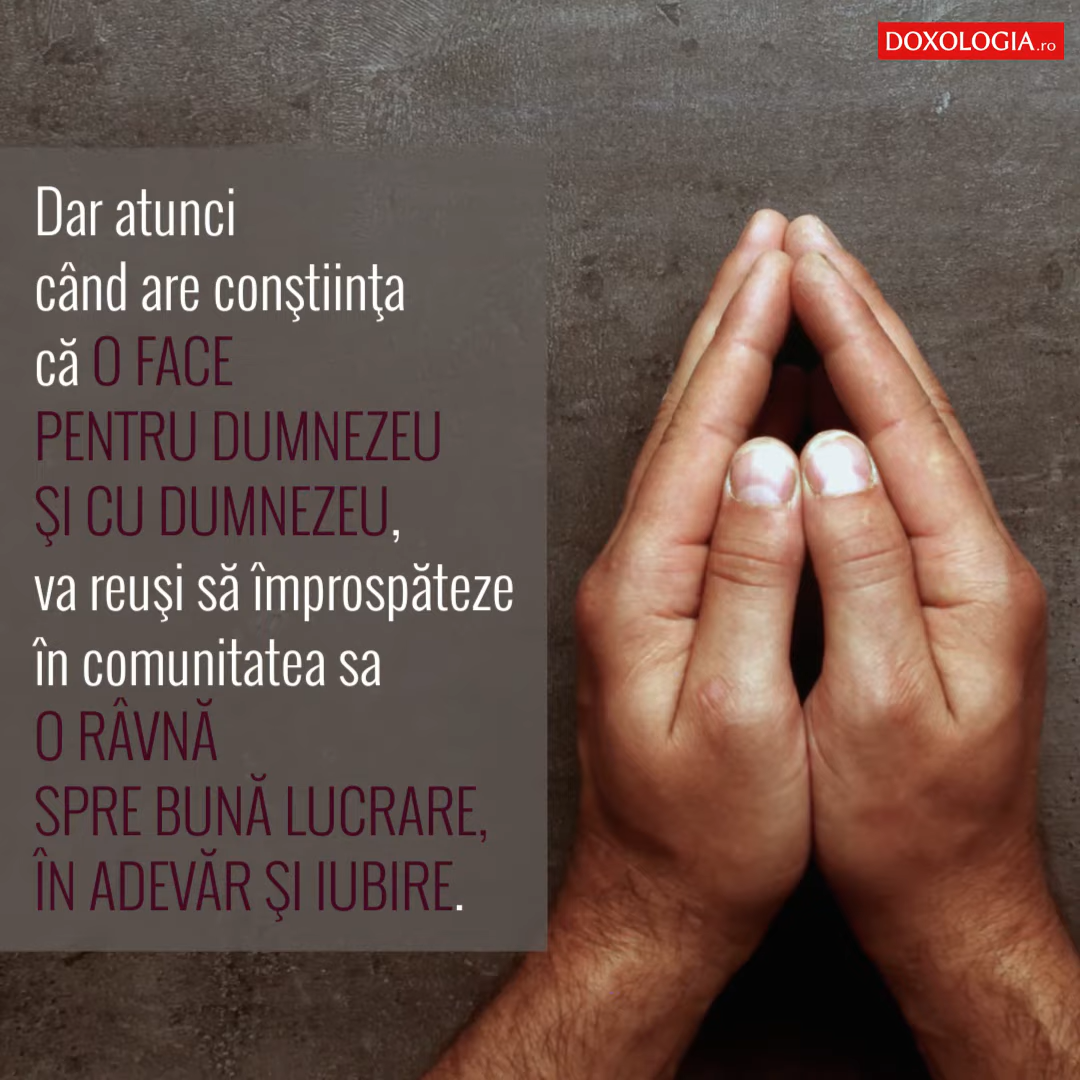 DOXOLOGIA.ro
Dar atunci
când are conştiinţa
că O FACE
PENTRU DUMNEZEU
ŞI CU DUMNEZEU,
va reuşi să împrospăteze
în comunitatea sa
O RÂVNĂ
SPRE BUNĂ LUCRARE,
ÎN ADEVĂR ŞI IUBIRE.